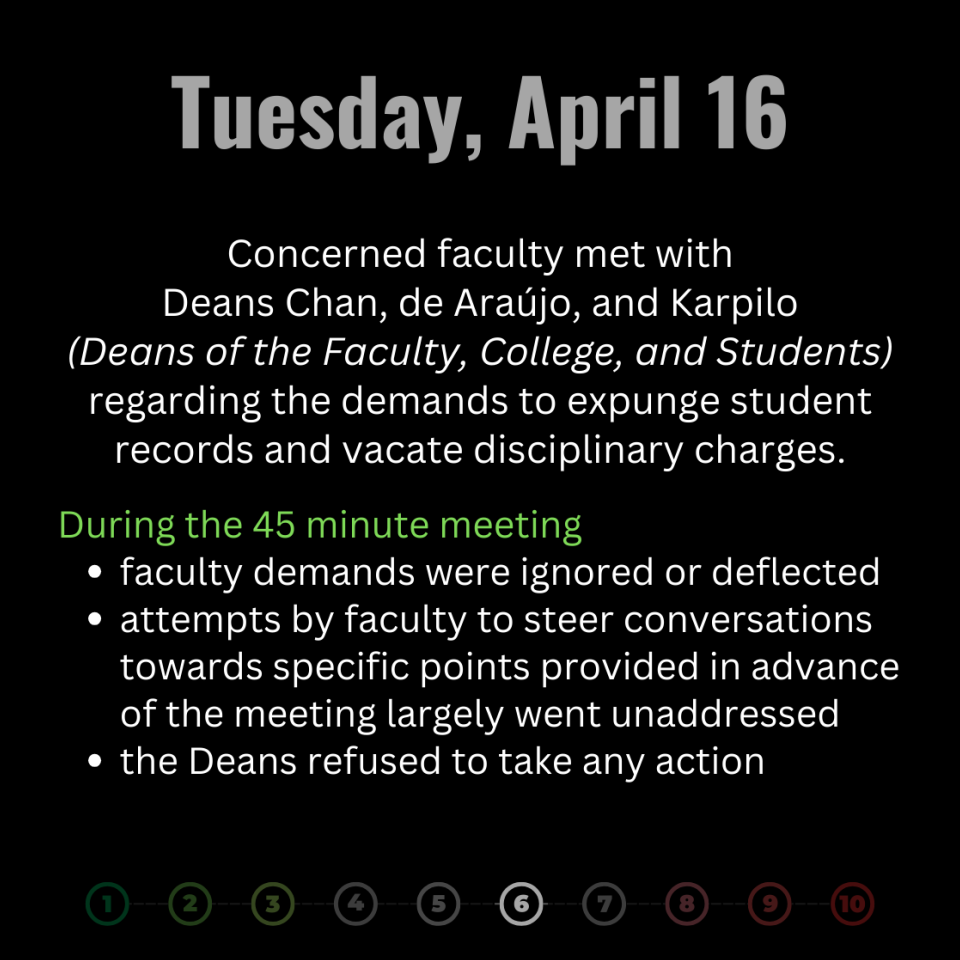 Tuesday, April 16
Concerned faculty met with
Deans Chan, de Araújo, and Karpilo
(Deans of the Faculty, College, and Students)
regarding the demands to expunge student
records and vacate disciplinary charges.
During the 45 minute meeting
• faculty demands were ignored or deflected
• attempts by faculty to steer conversations
towards specific points provided in advance
of the meeting largely went unaddressed
• the Deans refused to take any action
1 2 3 4 5 6 7 8 9 10